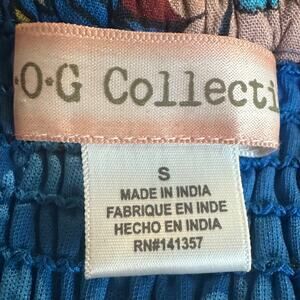 ·O·G Collecti
S
MADE IN INDIA
FABRIQUE EN INDE
HECHO EN INDIA
RN#141357